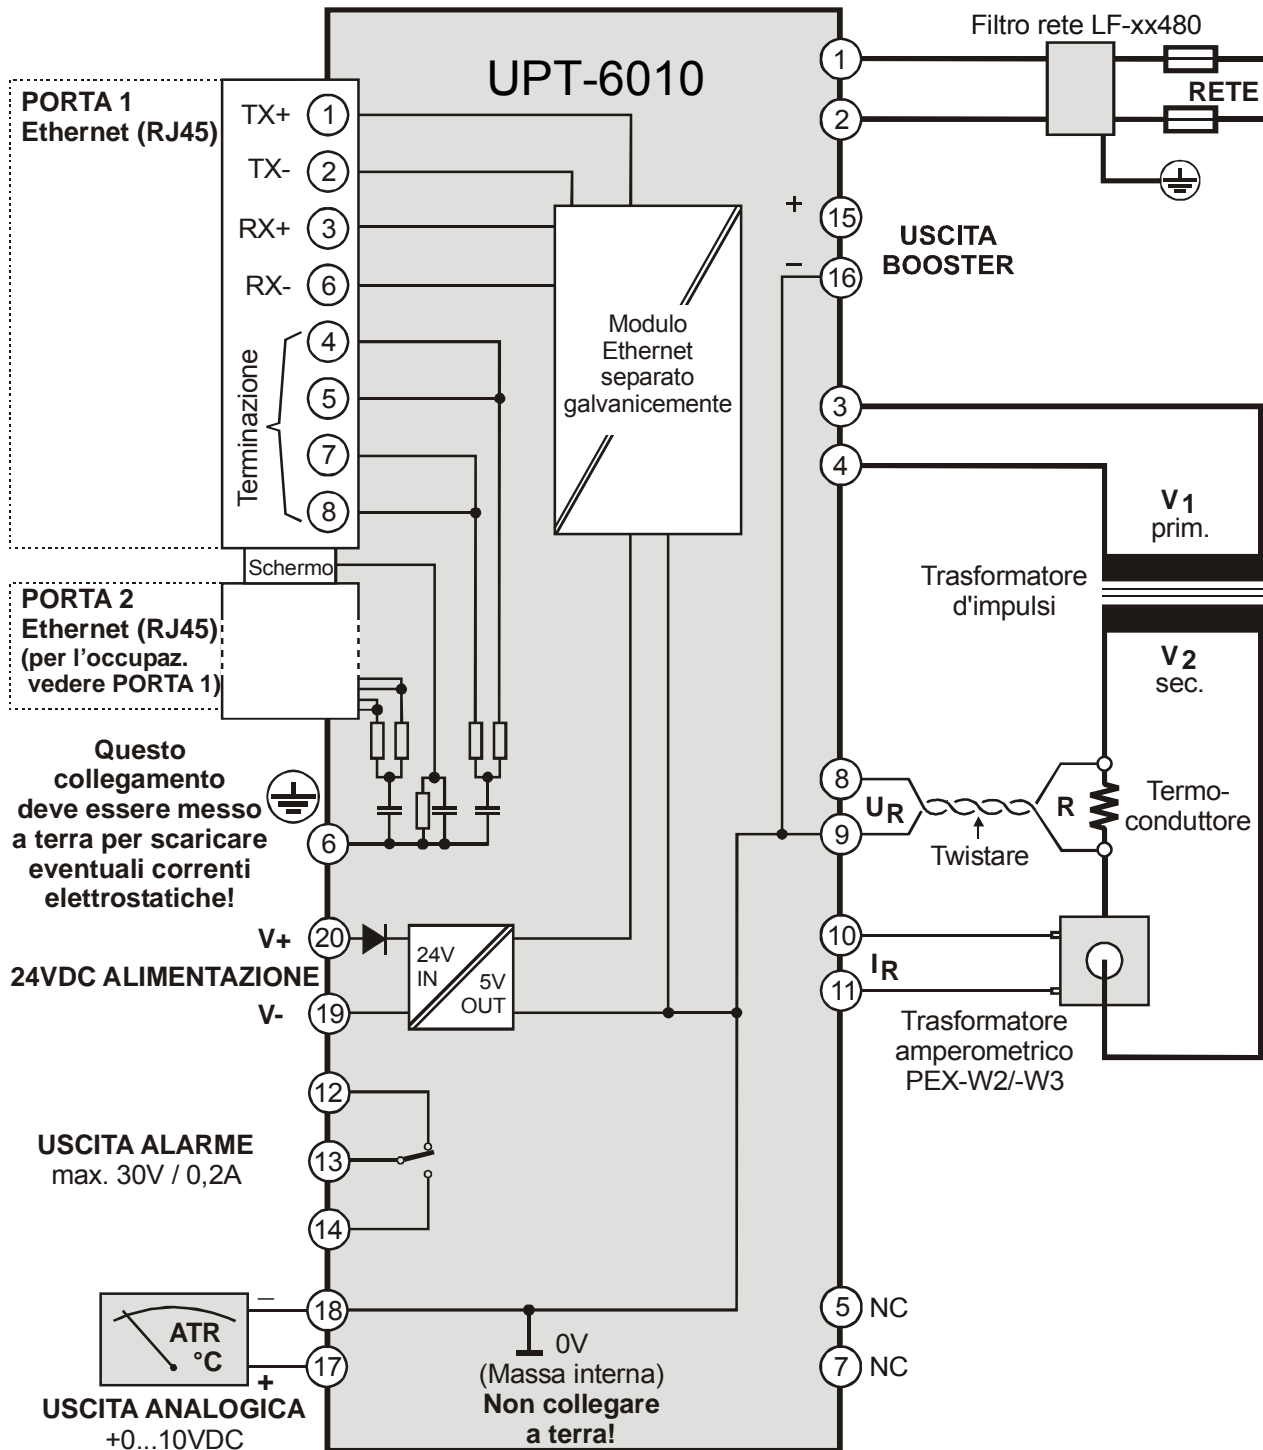 UPT-6010
Filtro rete LF-xx480
1
2
RETE
PORTA 1
Ethernet (RJ45)
TX+ 1
TX- 2
RX+ 3
RX- 6
4
5
7
8
Terminazione
Schermo
Modulo
Ethernet
separato
galvanicemente
+
15
−
16
USCITA
BOOSTER
3
4
V1
prim.
Trasformatore
d'impulsi
V2
sec.
PORTA 2
Ethernet (RJ45)
(per l'occupaz.
vedere PORTA 1)
Questo
collegamento
deve essere messo
a terra per scaricare
eventuali correnti
elettrostatiche!
6
8
9
UR
Twistare
R
Termo-
conduttore
10
11
IR
Trasformatore
amperometrico
PEX-W2/-W3
V+ 20
24VDC ALIMENTAZIONE
V- 19
24V
IN
5V
OUT
12
13
14
USCITA ALARME
max. 30V / 0,2A
ATR
°C
− 18
+ 17
USCITA ANALOGICA
+0...10VDC
0V
(Massa interna)
Non collegare
a terra!
5 NC
7 NC